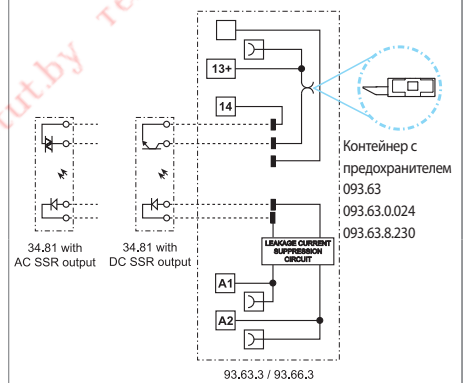 tut.by
13+
14
Контейнер с
предохранителем
093.63
093.63.0.024
093.63.8.230
34.81 with
AC SSR output
34.81 with
DC SSR output
LEAKAGE CURRENT
SUPPRESSION
CIRCUIT
A1
A2
93.63.3 / 93.66.3